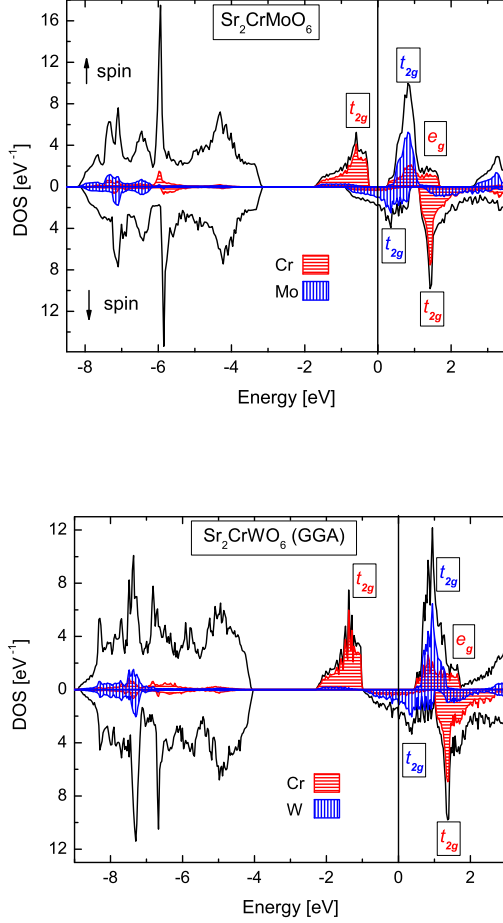 Sr2CrMoO6
16
12
8
4
0
4
8
12
DOS [eV-1]
spin
spin
t2g
t2g
eg
t2g
t2g
Cr
Mo
-8 -6 -4 -2 0 2
Energy [eV]
Sr2CrWO6 (GGA)
12
8
4
0
4
8
12
DOS [eV-1]
t2g
t2g
eg
t2g
t2g
Cr
W
-8 -6 -4 -2 0 2
Energy [eV]